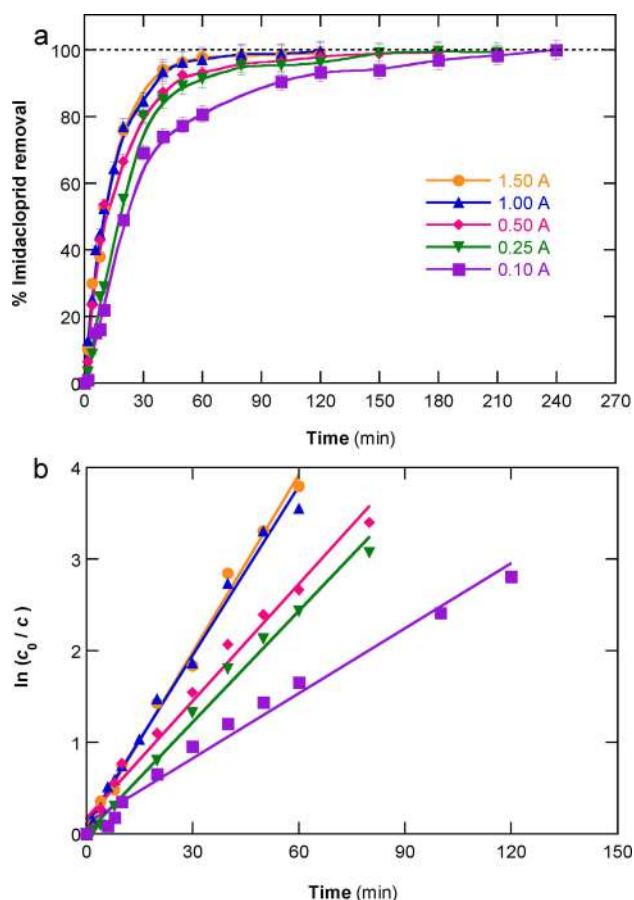 a
100
80
60
40
20
0
% Imidacloprid removal
1.50 A
1.00 A
0.50 A
0.25 A
0.10 A
0 30 60 90 120 150 180 210 240 270
Time (min)
b
4
3
2
1
0
ln (c0 / c)
0 30 60 90 120 150
Time (min)